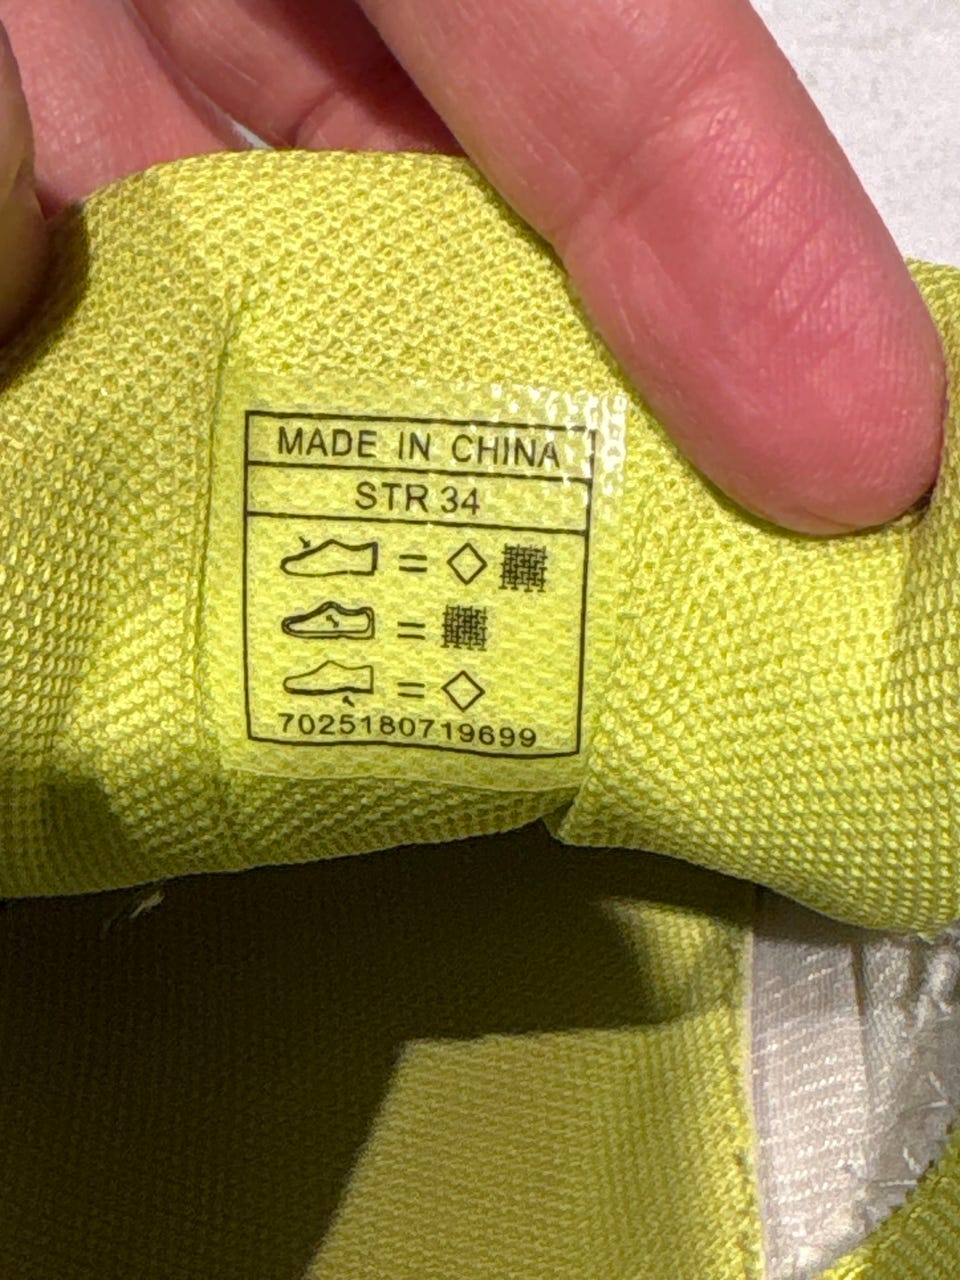 MADE IN CHINA
STR 34
=
=
=
7025180719699